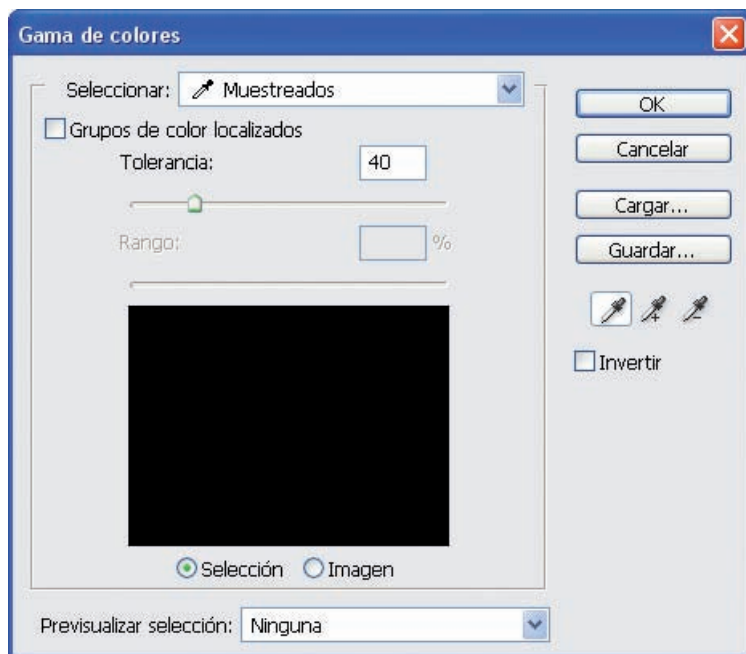 Gama de colores
Seleccionar: Muestreados
Grupos de color localizados
Tolerancia: 40
Rango: %
Selección Imagen
Previsualizar selección: Ninguna
OK
Cancelar
Cargar...
Guardar...
Invertir